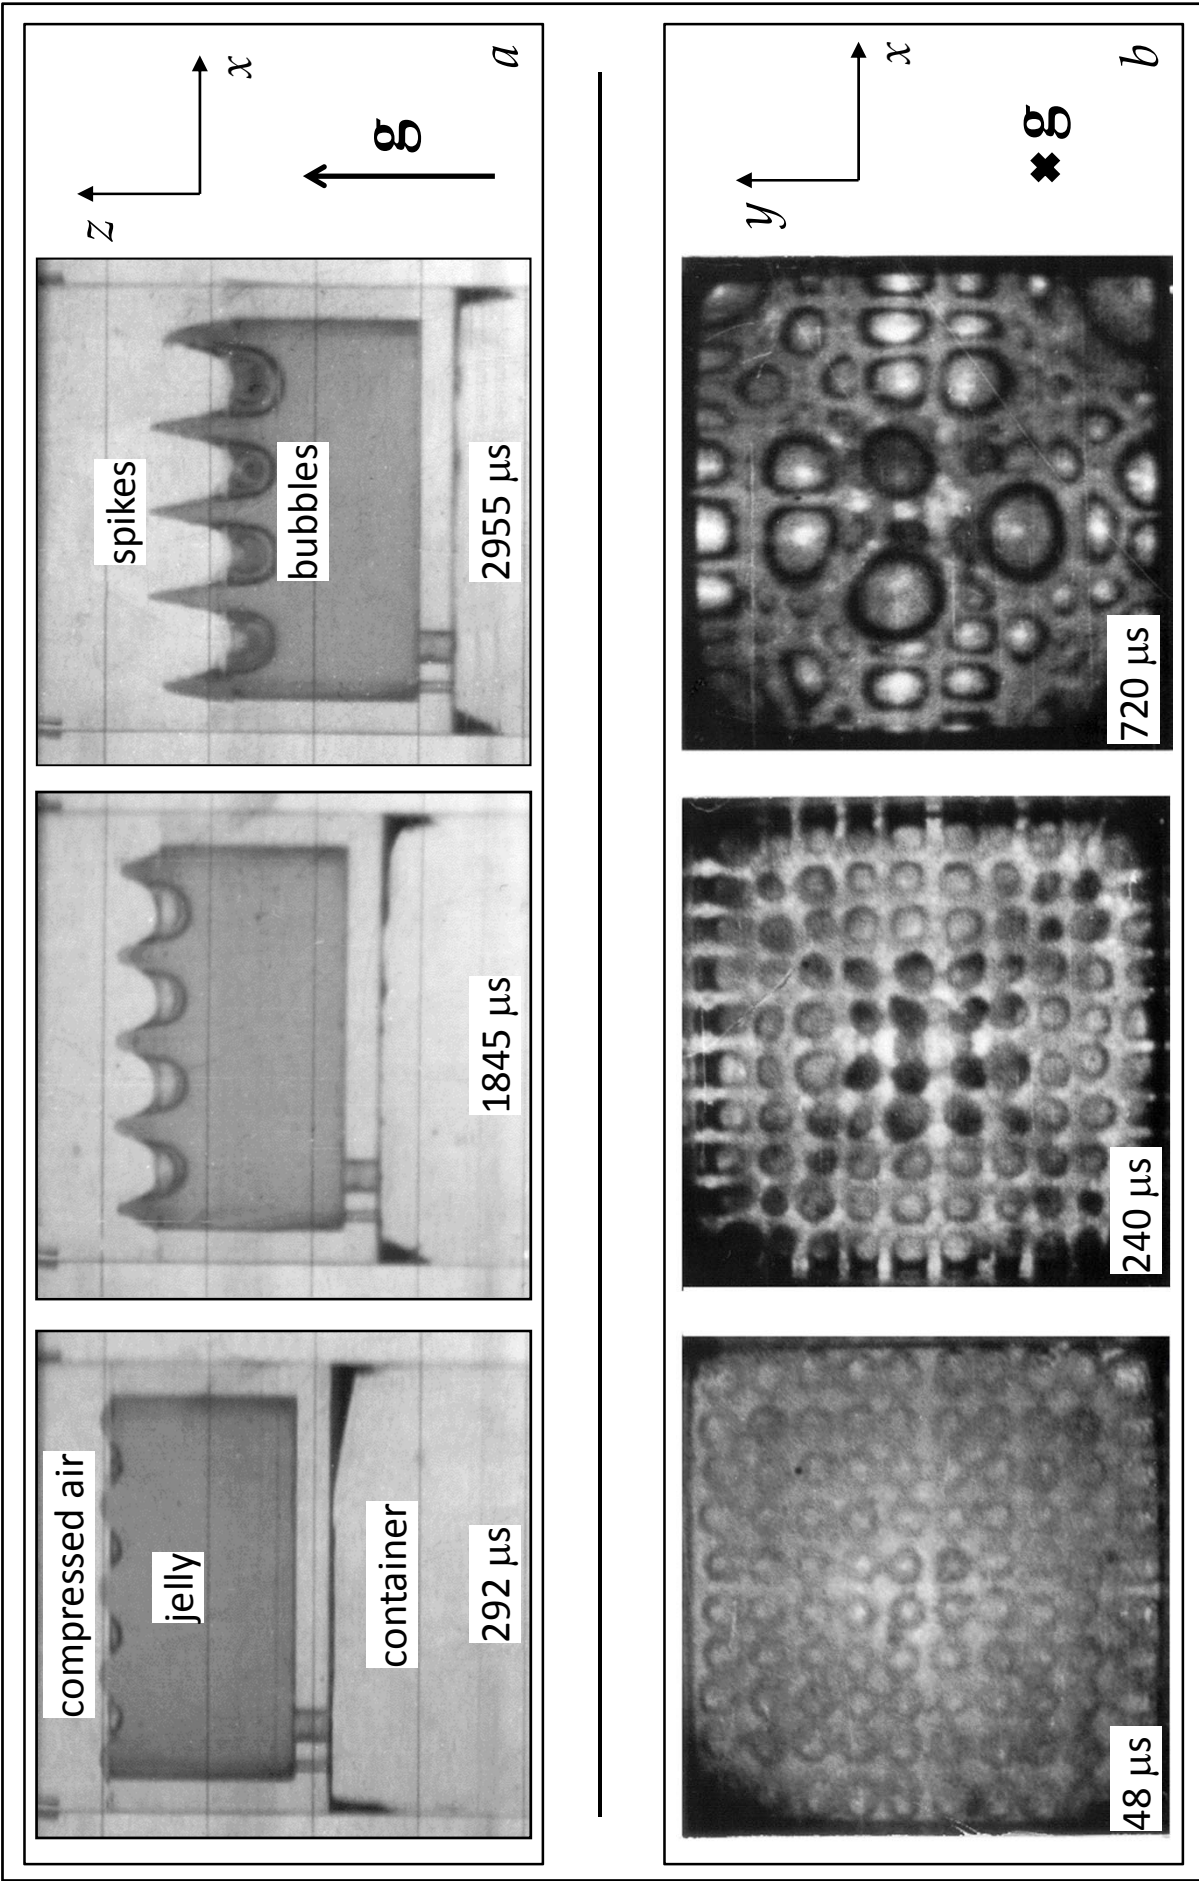 compressed air
jelly
container
292 µs
1845 µs
spikes
bubbles
2955 µs
z
x
g
a
48 µs
240 µs
720 µs
y
x
g
b